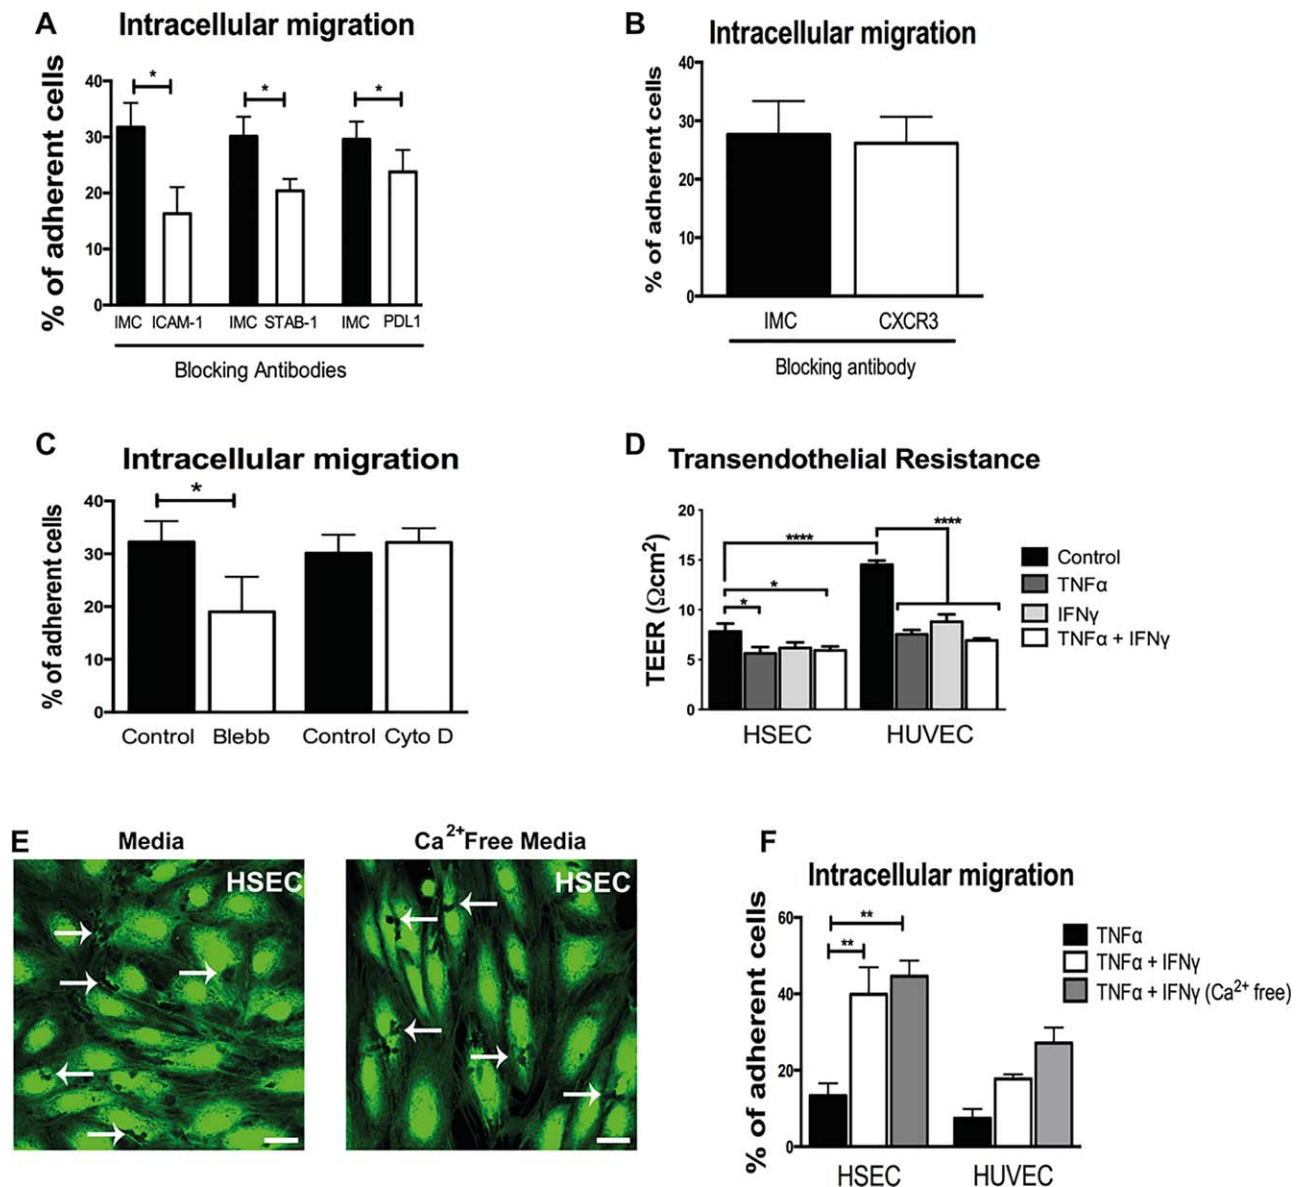 A
Intracellular migration
% of adherent cells
40
30
20
10
0
*
*
*
IMC ICAM-1 IMC STAB-1 IMC PDL1
Blocking Antibodies
B
Intracellular migration
% of adherent cells
40
30
20
10
0
IMC CXCR3
Blocking antibody
C
Intracellular migration
% of adherent cells
40
30
20
10
0
*
Control Blebb Control Cyto D
D
Transendothelial Resistance
TEER (Ωcm²)
20
15
10
5
0
****
****
*
*
HSEC HUVEC
Control
TNFα
IFNγ
TNFα + IFNγ
E
Media
HSEC
Ca²⁺Free Media
HSEC
F
Intracellular migration
% of adherent cells
60
40
20
0
**
**
HSEC HUVEC
TNFα
TNFα + IFNγ
TNFα + IFNγ (Ca²⁺ free)